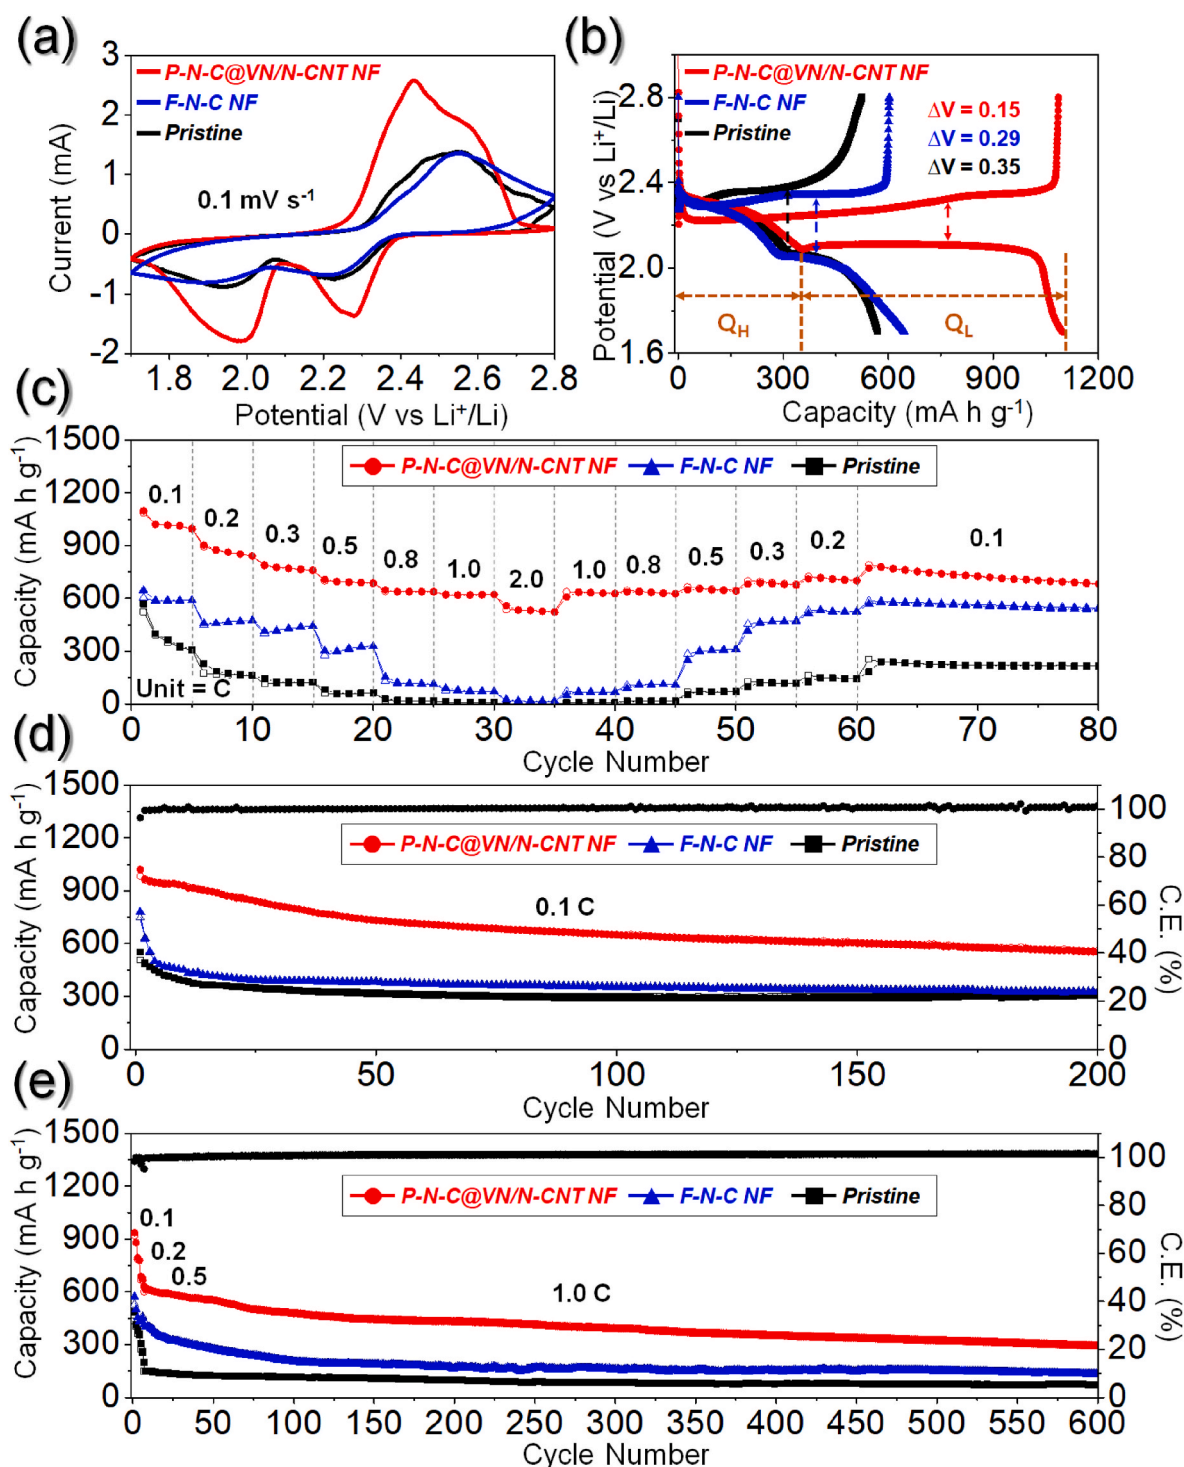 (a)
3
2
1
0
-1
-2
P-N-C@VN/N-CNT NF
F-N-C NF
Pristine
0.1 mV s⁻¹
Current (mA)
2.0
2.2
2.4
2.6
2.8
Potential (V vs Li⁺/Li)
(b)
2.8
2.4
2.0
1.6
P-N-C@VN/N-CNT NF
F-N-C NF
Pristine
ΔV = 0.15
ΔV = 0.29
ΔV = 0.35
Q_H
Q_L
Potential (V vs Li⁺/Li)
0
300
600
900
1200
Capacity (mA h g⁻¹)
(c)
1500
1200
900
600
300
0
P-N-C@VN/N-CNT NF
F-N-C NF
Pristine
0.1
0.2
0.3
0.5
0.8
1.0
2.0
1.0
0.8
0.5
0.3
0.2
0.1
Unit = C
Capacity (mA h g⁻¹)
0
10
20
30
40
50
60
70
80
Cycle Number
(d)
1500
1200
900
600
300
0
P-N-C@VN/N-CNT NF
F-N-C NF
Pristine
0.1 C
Capacity (mA h g⁻¹)
100
80
60
40
20
0
C.E. (%)
0
50
100
150
200
Cycle Number
(e)
1500
1200
900
600
300
0
P-N-C@VN/N-CNT NF
F-N-C NF
Pristine
0.1
0.2
0.5
1.0 C
Capacity (mA h g⁻¹)
100
80
60
40
20
0
C.E. (%)
0
50
100
150
200
250
300
350
400
450
500
550
600
Cycle Number